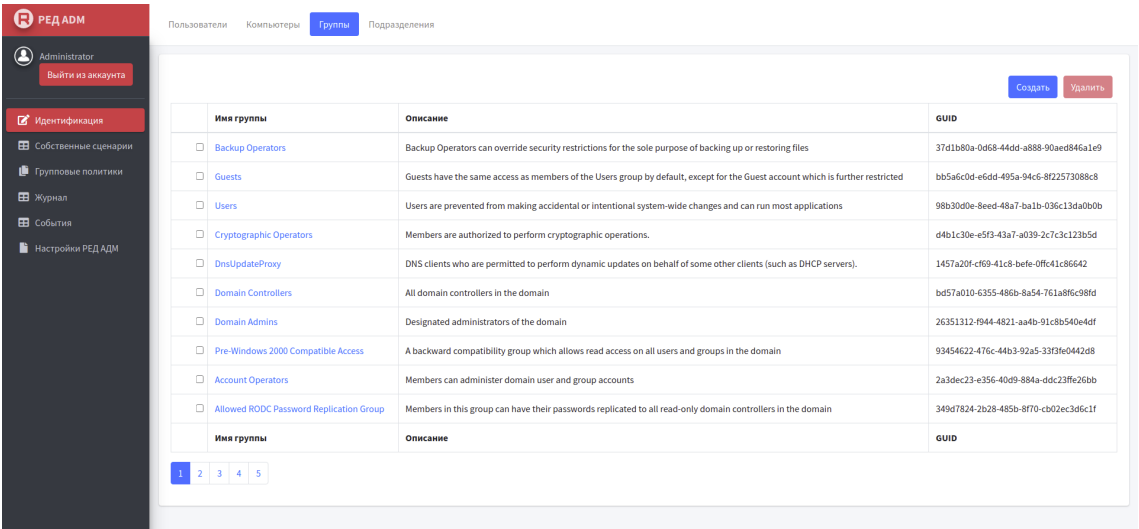 РЕД ADM
Пользователи Компьютеры Группы Подразделения
Administrator
Выйти из аккаунта
Идентификация
Собственные сценарии
Групповые политики
Журнал
События
Настройки РЕД АДМ
Создать Удалить
Имя группы Описание GUID
Backup Operators Backup Operators can override security restrictions for the sole purpose of backing up or restoring files 37d1b80a-0d68-44dd-a888-90aed846a1e9
Guests Guests have the same access as members of the Users group by default, except for the Guest account which is further restricted bb5a6c0d-e6dd-495a-94c6-8f22573088c8
Users Users are prevented from making accidental or intentional system-wide changes and can run most applications 98b30d0e-8eed-48a7-ba1b-036c13da0b0b
Cryptographic Operators Members are authorized to perform cryptographic operations. d4b1c30e-e5f3-43a7-a039-2c7c3c123b5d
DnsUpdateProxy DNS clients who are permitted to perform dynamic updates on behalf of some other clients (such as DHCP servers). 1457a20f-cf69-41c8-befe-0ffc41c86642
Domain Controllers All domain controllers in the domain bd57a010-6355-486b-8a54-761a8f6c98fd
Domain Admins Designated administrators of the domain 26351312-f944-4821-aa4b-91c8b540e4df
Pre-Windows 2000 Compatible Access A backward compatibility group which allows read access on all users and groups in the domain 93454622-476c-44b3-92a5-33f3fe0442d8
Account Operators Members can administer domain user and group accounts 2a3dec23-e356-40d9-884a-ddc23ffe26bb
Allowed RODC Password Replication Group Members in this group can have their passwords replicated to all read-only domain controllers in the domain 349d7824-2b28-485b-8f70-cb02ec3d6c1f
Имя группы Описание GUID
1 2 3 4 5